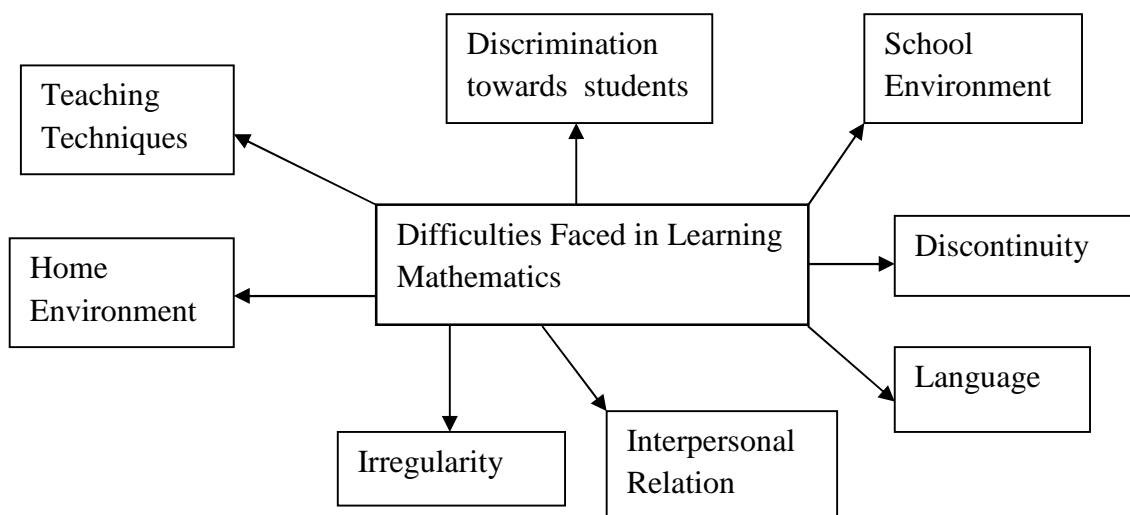 Discrimination
towards students
School
Environment
Teaching
Techniques
Difficulties Faced in Learning
Mathematics
Discontinuity
Home
Environment
Language
Irregularity
Interpersonal
Relation